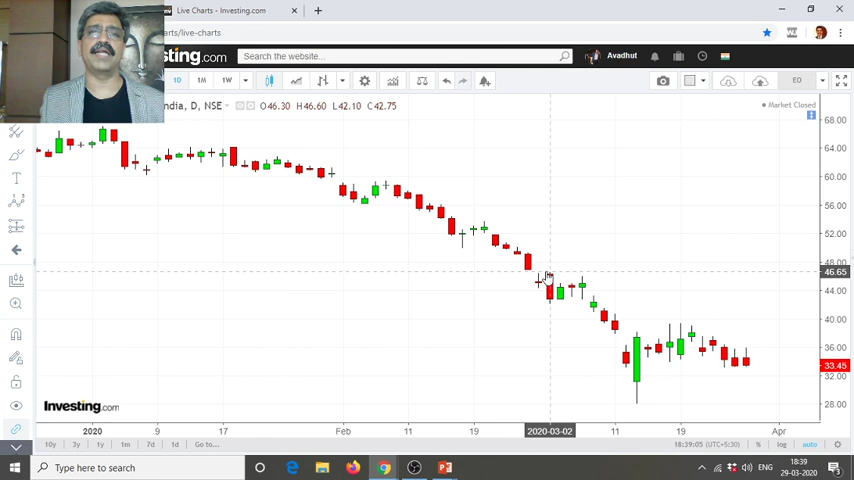 Live Charts - Investing.com
arts/live-charts
sting.com
Search the website...
Avadhut
1D 1M 1W
EO
ndia, D, NSE
O46.30 H46.60 L42.10 C42.75
Market Closed
68.00
64.00
60.00
56.00
52.00
48.00
46.65
44.00
40.00
36.00
33.45
32.00
28.00
Investing.com
2020 9 17 Feb 11 19 2020-03-02 11 19 Apr
10y 3y 1y 1m 7d 1d Go to... 18:39:05 (UTC+5:30) % log auto
Type here to search
ENG
18:39
29-03-2020
3